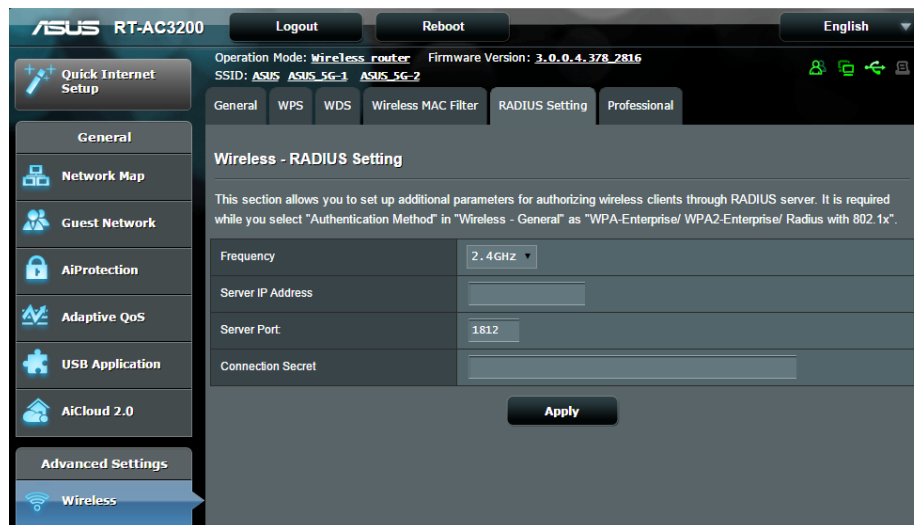 ASUS RT-AC3200 Logout Reboot English
Operation Mode: Wireless router Firmware Version: 3.0.0.4.378_2816
SSID: ASUS ASUS_5G-1 ASUS_5G-2
Quick Internet
Setup
General WPS WDS Wireless MAC Filter RADIUS Setting Professional
General
Network Map
Guest Network
AiProtection
Adaptive QoS
USB Application
AiCloud 2.0
Advanced Settings
Wireless
Wireless - RADIUS Setting
This section allows you to set up additional parameters for authorizing wireless clients through RADIUS server. It is required
while you select "Authentication Method" in "Wireless - General" as "WPA-Enterprise/ WPA2-Enterprise/ Radius with 802.1x".
Frequency 2.4GHz
Server IP Address
Server Port: 1812
Connection Secret
Apply